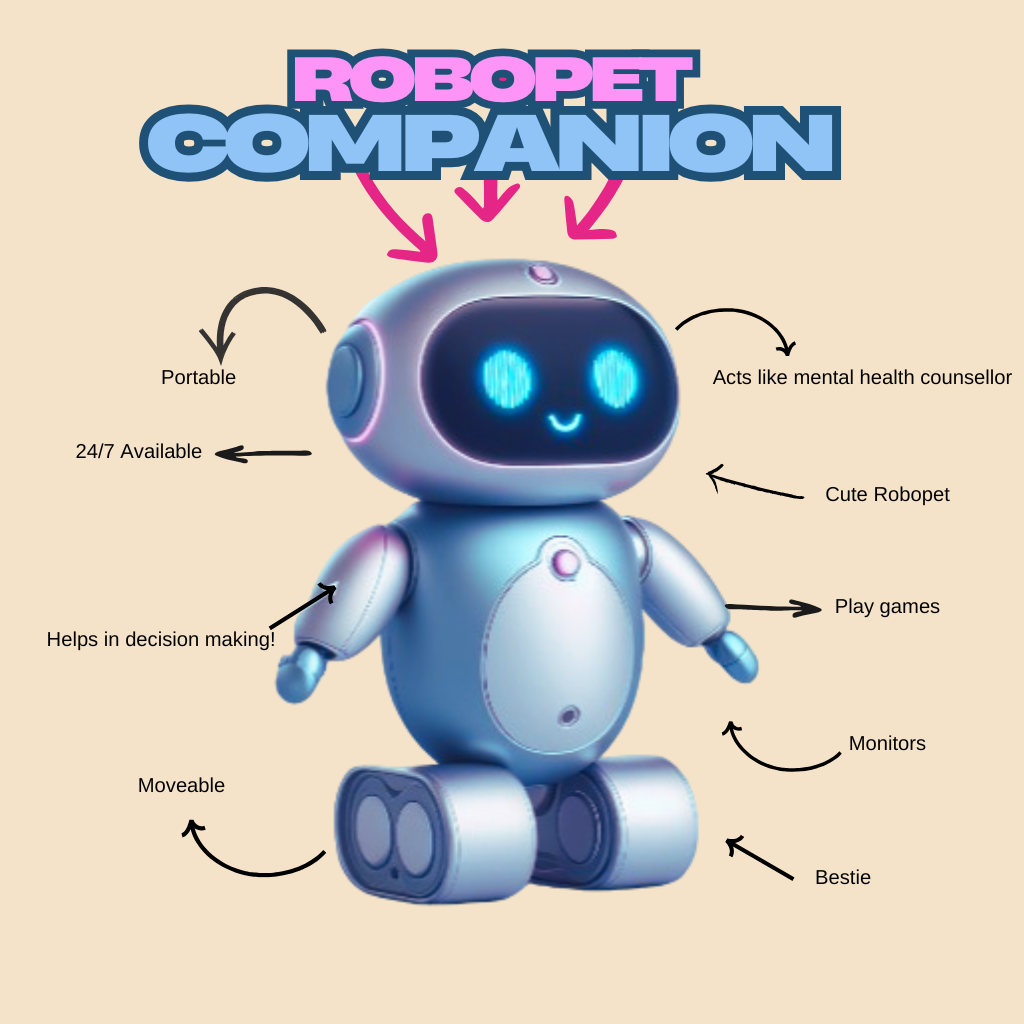 ROBOPET
COMPANION
Portable
Acts like mental health counsellor
24/7 Available
Cute Robopet
Play games
Helps in decision making!
Monitors
Moveable
Bestie